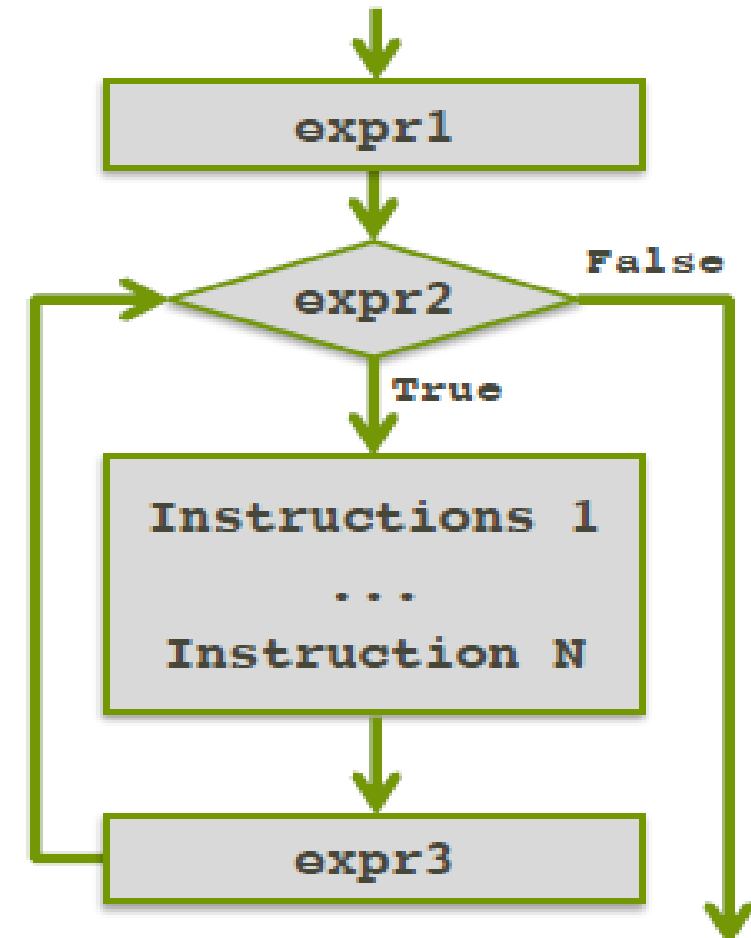 expr1
False
expr2
True
Instructions 1
...
Instruction N
expr3